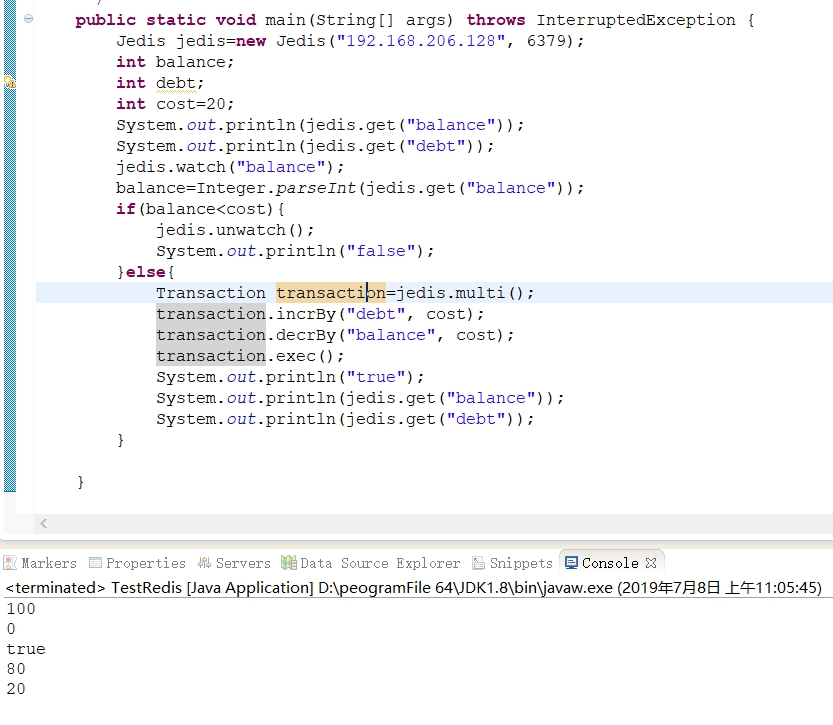 public static void main(String[] args) throws InterruptedException {
Jedis jedis=new Jedis("192.168.206.128", 6379);
int balance;
int debt;
int cost=20;
System.out.println(jedis.get("balance"));
System.out.println(jedis.get("debt"));
jedis.watch("balance");
balance=Integer.parseInt(jedis.get("balance"));
if(balance<cost){
jedis.unwatch();
System.out.println("false");
}else{
Transaction transaction=jedis.multi();
transaction.incrBy("debt", cost);
transaction.decrBy("balance", cost);
transaction.exec();
System.out.println("true");
System.out.println(jedis.get("balance"));
System.out.println(jedis.get("debt"));
}
}
Markers Properties Servers Data Source Explorer Snippets Console
<terminated> TestRedis [Java Application] D:\peogramFile 64\JDK1.8\bin\javaw.exe (2019年7月8日 上午11:05:45)
100
0
true
80
20